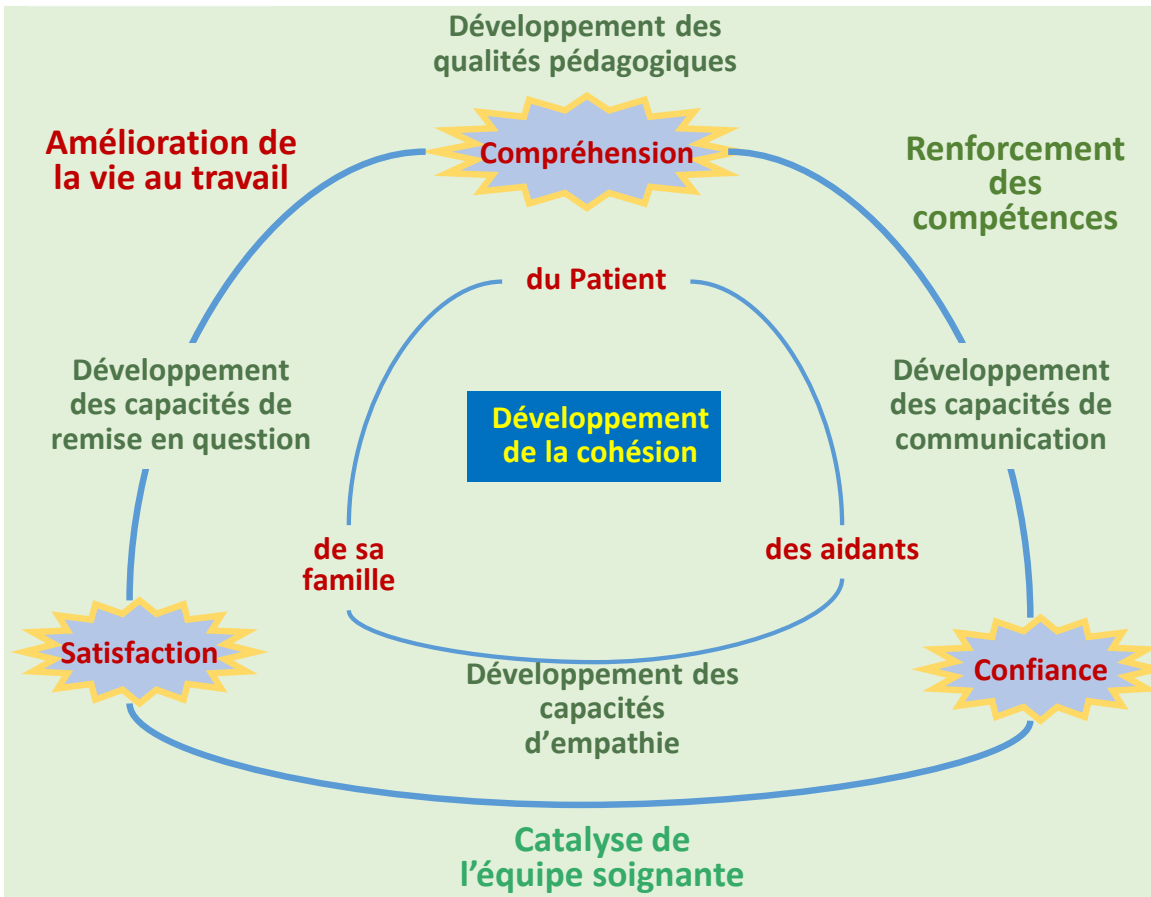 Développement des
qualités pédagogiques
Amélioration de
la vie au travail
Compréhension
Renforcement
des
compétences
du Patient
Développement
des capacités de
remise en question
Développement
de la cohésion
Développement
des capacités de
communication
de sa
famille
des aidants
Satisfaction
Confiance
Développement des
capacités
d’empathie
Catalyse de
l’équipe soignante